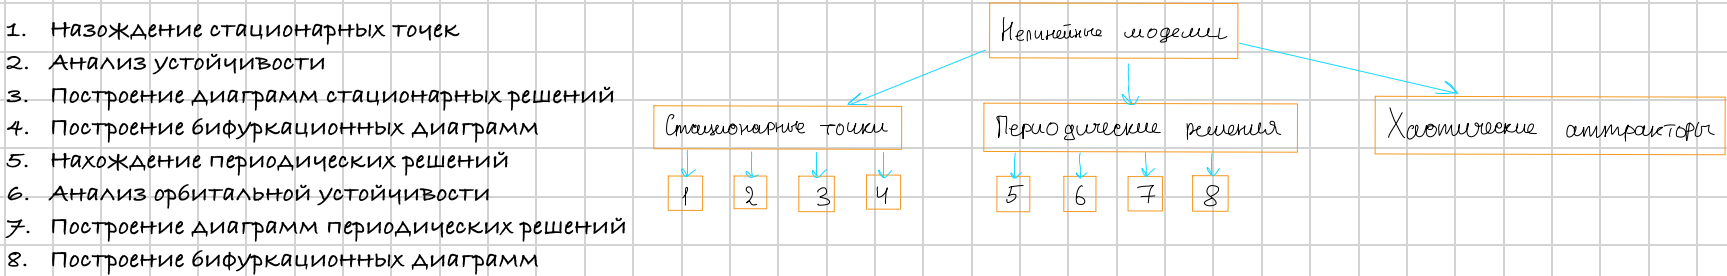 1. Назождение стационарных точек
2. Анализ устойчивости
3. Построение диаграмм стационарных решений
4. Построение бифуркационных диаграмм
5. Нахождение периодических решений
6. Анализ орбитальной устойчивости
7. Построение диаграмм периодических решений
8. Построение бифуркационных диаграмм
Нелинейные модели
Стационарные точки
Периодические решения
Хаотические аттракторы
1 2 3 4
5 6 7 8